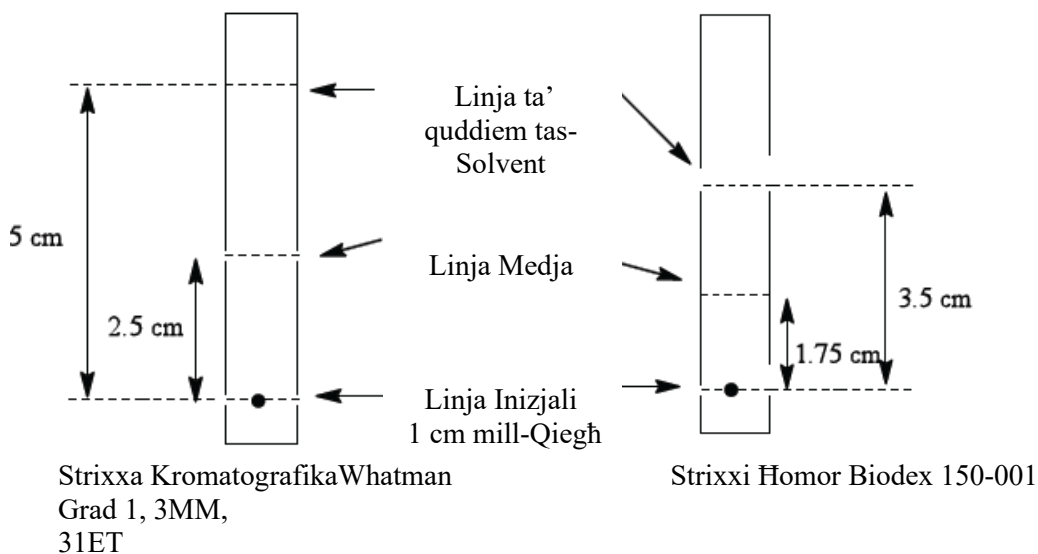 Linja ta’
quddiem tas-
Solvent
5 cm
Linja Medja
2.5 cm
3.5 cm
1.75 cm
Linja Inizjali
1 cm mill-Qiegħ
Strixxa KromatografikaWhatman
Grad 1, 3MM,
31ET
Strixxi Ħomor Biodex 150-001